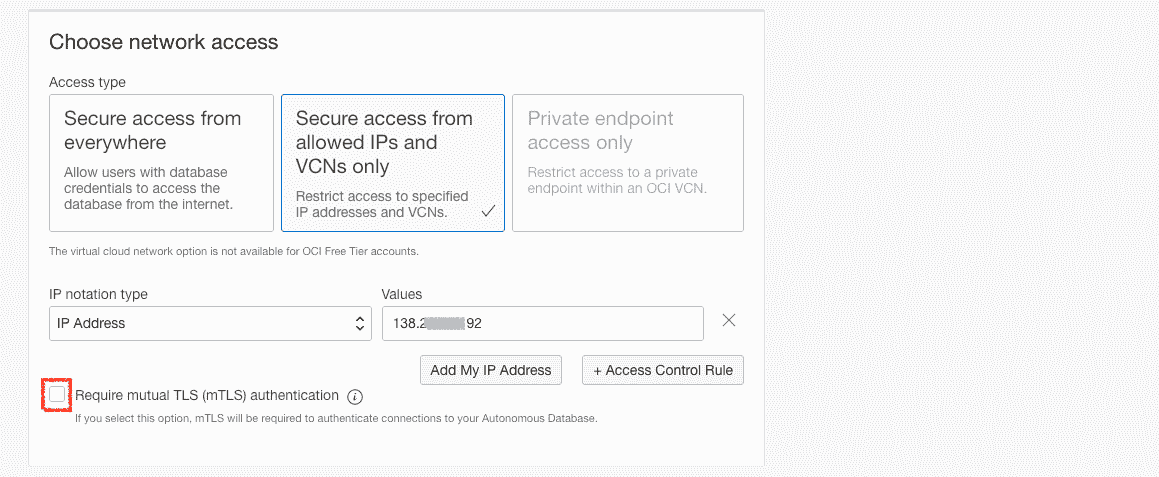 Choose network access
Access type
Secure access from
everywhere
Allow users with database
credentials to access the
database from the internet.
Secure access from
allowed IPs and
VCNs only
Restrict access to specified
IP addresses and VCNs.
Private endpoint
access only
Restrict access to a private
endpoint within an OCI VCN.
The virtual cloud network option is not available for OCI Free Tier accounts.
IP notation type
Values
IP Address
138.2 92
Add My IP Address
+ Access Control Rule
Require mutual TLS (mTLS) authentication
If you select this option, mTLS will be required to authenticate connections to your Autonomous Database.